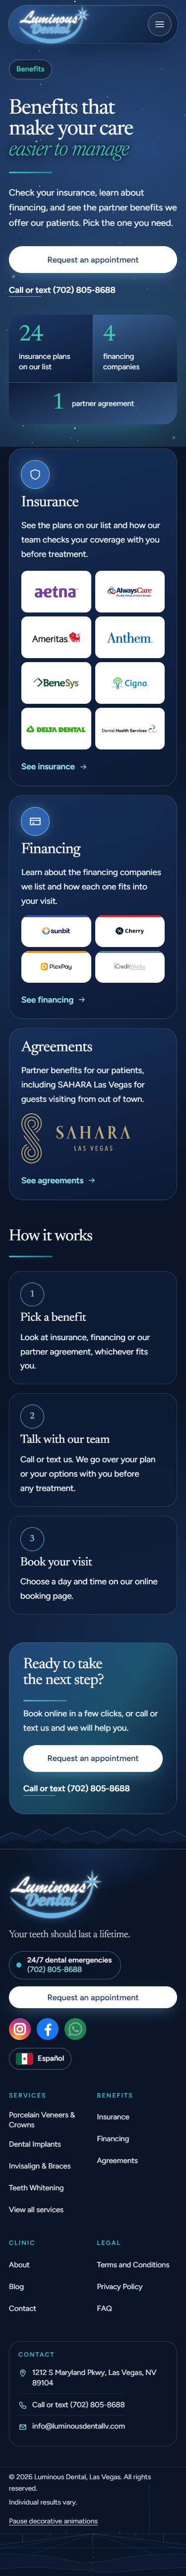 Luminous
Dental
Benefits
Benefits that
make your care
easier to manage
Check your insurance, learn about
financing, and see the partner benefits we
offer our patients. Pick the one you need.
Request an appointment
Call or text (702) 805-8688
24
insurance plans
on our list
4
financing
companies
1 partner agreement
Insurance
See the plans on our list and how our
team checks your coverage with you
before treatment.
aetna
AlwaysCare
Ameritas
Anthem
BeneSys
Cigna
DELTA DENTAL
Dental Health Services
See insurance →
Financing
Learn about the financing companies
we list and how each one fits into
your visit.
sunbit
Cherry
PlexPay
iCreditWorks
See financing →
Agreements
Partner benefits for our patients,
including SAHARA Las Vegas for
guests visiting from out of town.
SAHARA
LAS VEGAS
See agreements →
How it works
1
Pick a benefit
Look at insurance, financing or our
partner agreement, whichever fits
you.
2
Talk with our team
Call or text us. We go over your plan
or your options with you before
any treatment.
3
Book your visit
Choose a day and time on our online
booking page.
Ready to take
the next step?
Book online in a few clicks, or call or
text us and we will help you.
Request an appointment
Call or text (702) 805-8688
Luminous
Dental
Your teeth should last a lifetime.
24/7 dental emergencies
(702) 805-8688
Request an appointment
Español
SERVICES
Porcelain Veneers &
Crowns
Dental Implants
Invisalign & Braces
Teeth Whitening
View all services
BENEFITS
Insurance
Financing
Agreements
CLINIC
About
Blog
Contact
LEGAL
Terms and Conditions
Privacy Policy
FAQ
CONTACT
1212 S Maryland Pkwy, Las Vegas, NV
89104
Call or text (702) 805-8688
info@luminousdentallv.com
© 2026 Luminous Dental, Las Vegas. All rights
reserved.
Individual results vary.
Pause decorative animations